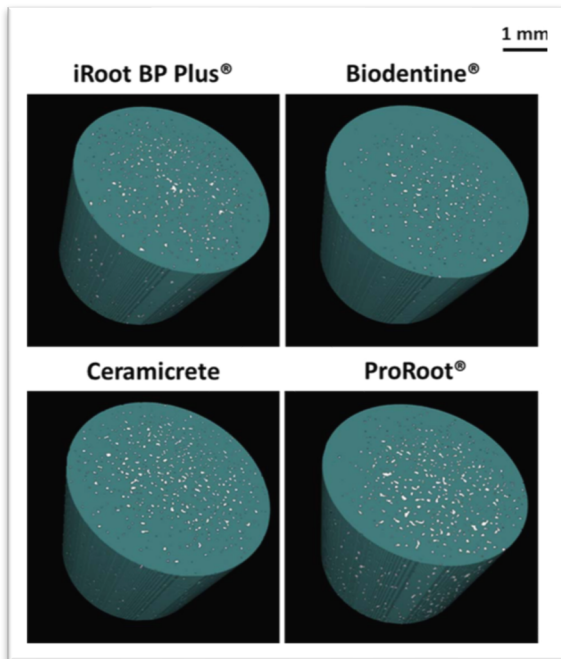 1 mm
iRoot BP Plus®
Biodentine®
Ceramicrete
ProRoot®